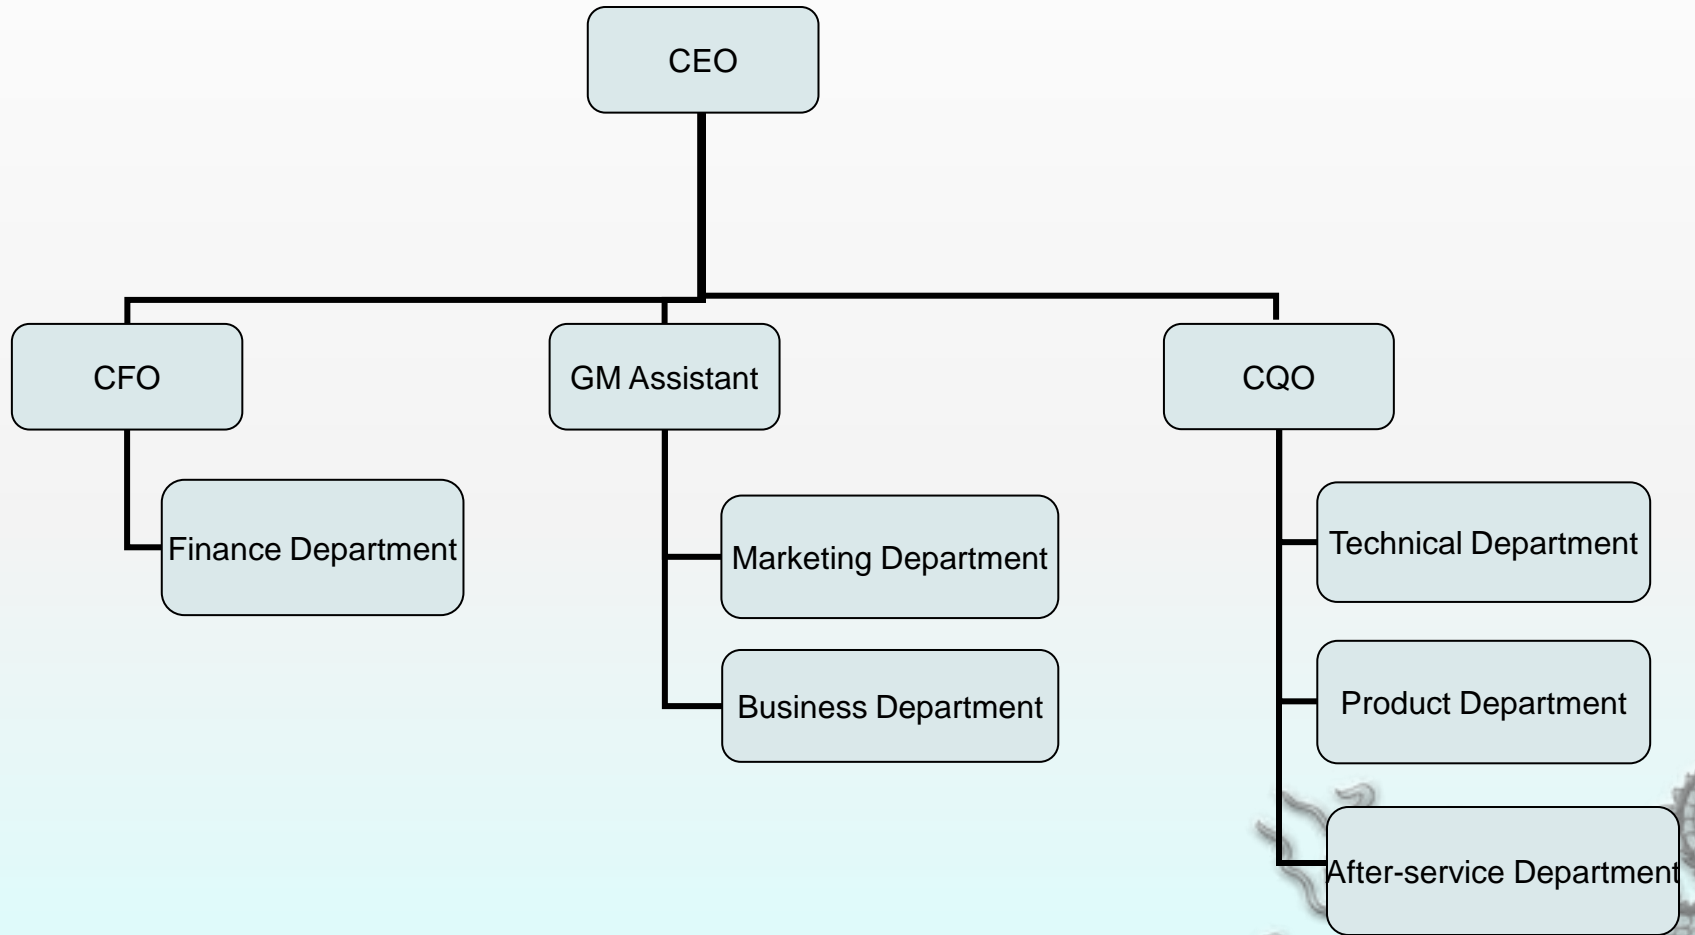 CEO
CFO
GM Assistant
CQO
Finance Department
Marketing Department
Business Department
Technical Department
Product Department
After-service Department